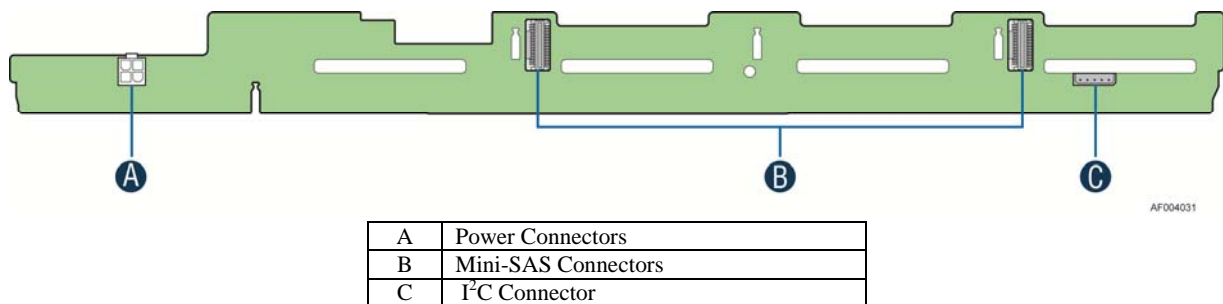 A
B
C
AF004031
A Power Connectors
B Mini-SAS Connectors
C I²C Connector